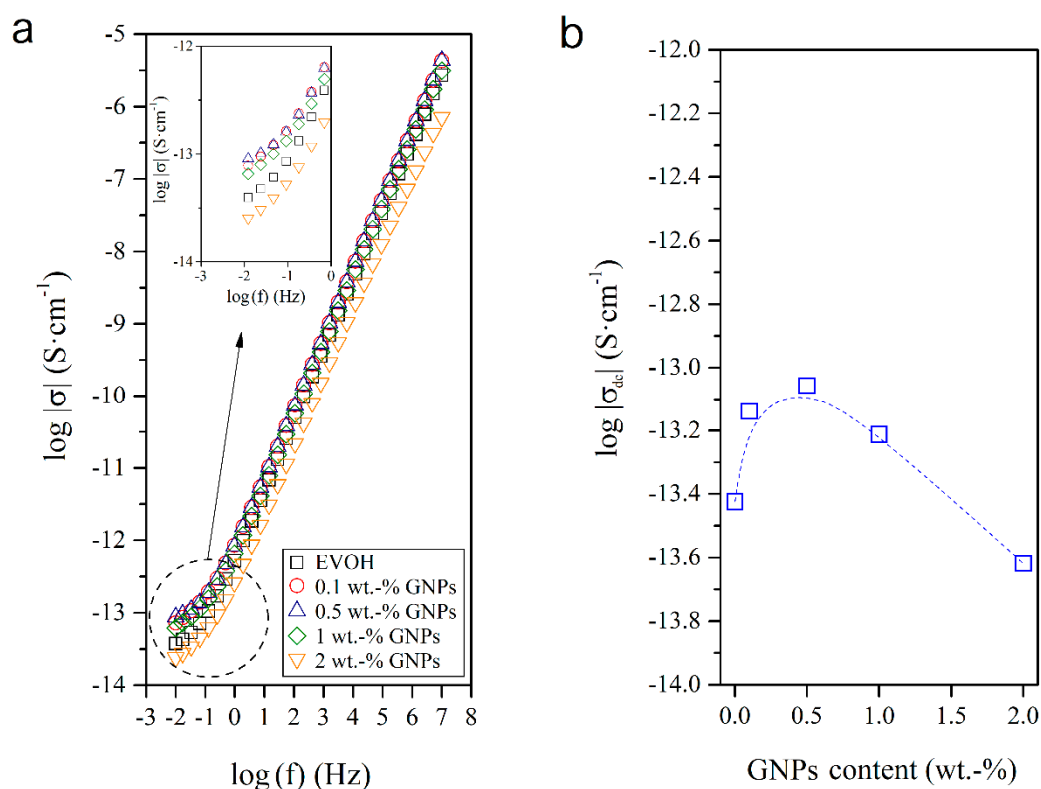 a
log |σ| (S·cm⁻¹)
-5
-6
-7
-8
-9
-10
-11
-12
-13
-14
-3 -2 -1 0 1 2 3 4 5 6 7 8
log (f) (Hz)
log |σ| (S·cm⁻¹)
-12
-13
-14
-3 -2 -1 0
log (f) (Hz)
EVOH
0.1 wt.-% GNPs
0.5 wt.-% GNPs
1 wt.-% GNPs
2 wt.-% GNPs
b
log |σdc| (S·cm⁻¹)
-12.0
-12.2
-12.4
-12.6
-12.8
-13.0
-13.2
-13.4
-13.6
-13.8
-14.0
0.0 0.5 1.0 1.5 2.0
GNPs content (wt.-%)